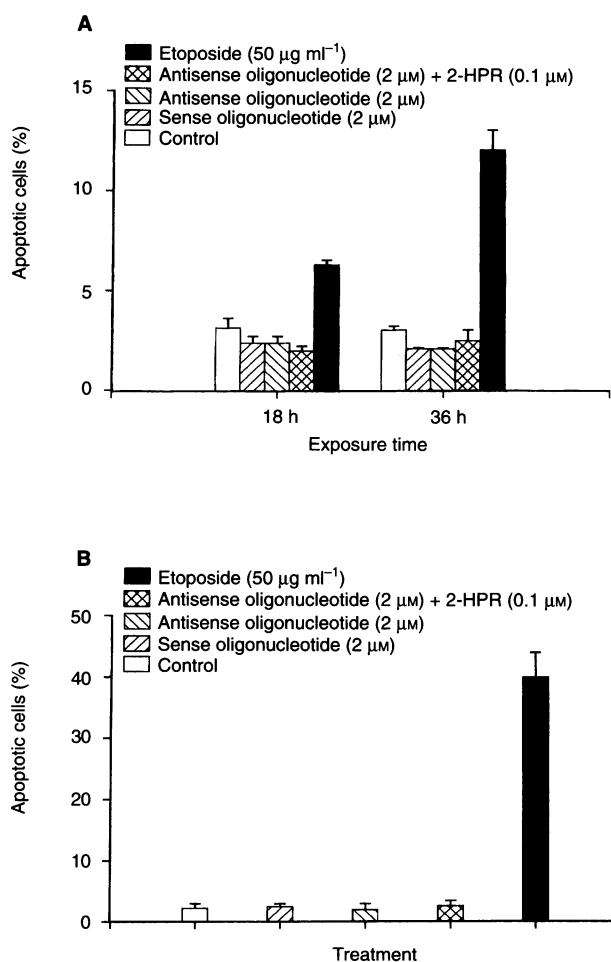 A
Etoposide (50 µg ml⁻¹)
Antisense oligonucleotide (2 µM) + 2-HPR (0.1 µM)
Antisense oligonucleotide (2 µM)
Sense oligonucleotide (2 µM)
Control
15
10
5
0
Apoptotic cells (%)
18 h
36 h
Exposure time
B
Etoposide (50 µg ml⁻¹)
Antisense oligonucleotide (2 µM) + 2-HPR (0.1 µM)
Antisense oligonucleotide (2 µM)
Sense oligonucleotide (2 µM)
Control
50
40
30
20
10
0
Apoptotic cells (%)
Treatment